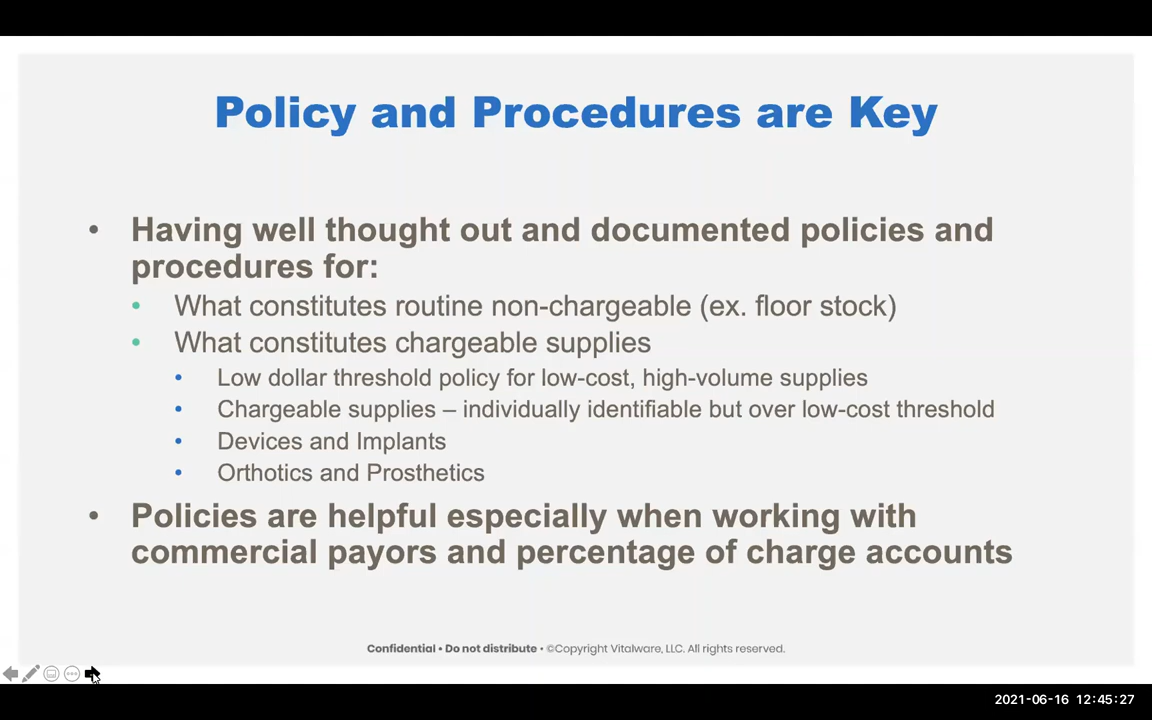 Policy and Procedures are Key
• Having well thought out and documented policies and
procedures for:
• What constitutes routine non-chargeable (ex. floor stock)
• What constitutes chargeable supplies
• Low dollar threshold policy for low-cost, high-volume supplies
• Chargeable supplies – individually identifiable but over low-cost threshold
• Devices and Implants
• Orthotics and Prosthetics
• Policies are helpful especially when working with
commercial payors and percentage of charge accounts
Confidential • Do not distribute • ©Copyright Vitalware, LLC. All rights reserved.
2021-06-16 12:45:27